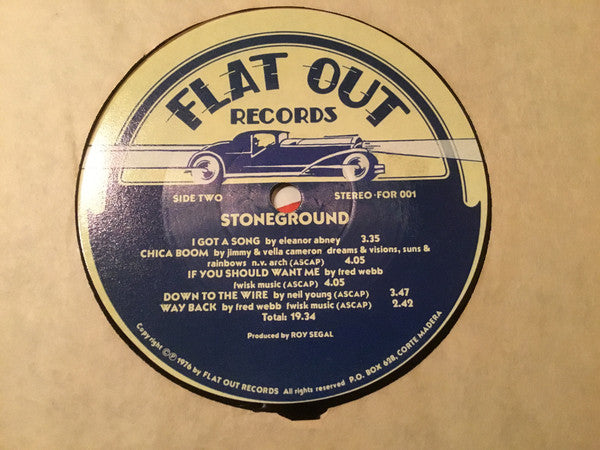 FLAT OUT
RECORDS
SIDE TWO STEREO-FOR 001
STONEGROUND
I GOT A SONG by eleanor abney 3.35
CHICA BOOM by jimmy & vella cameron dreams & visions, suns &
rainbows n.v. arch (ASCAP) 4.05
IF YOU SHOULD WANT ME by fred webb
fwisk music (ASCAP) 4.05
DOWN TO THE WIRE by neil young (ASCAP) 3.47
WAY BACK by fred webb fwisk music (ASCAP) 2.42
Total: 19.34
Produced by ROY SEGAL
Copyright ©℗ 1976 by FLAT OUT RECORDS All rights reserved P.O. BOX 628, CORTE MADERA